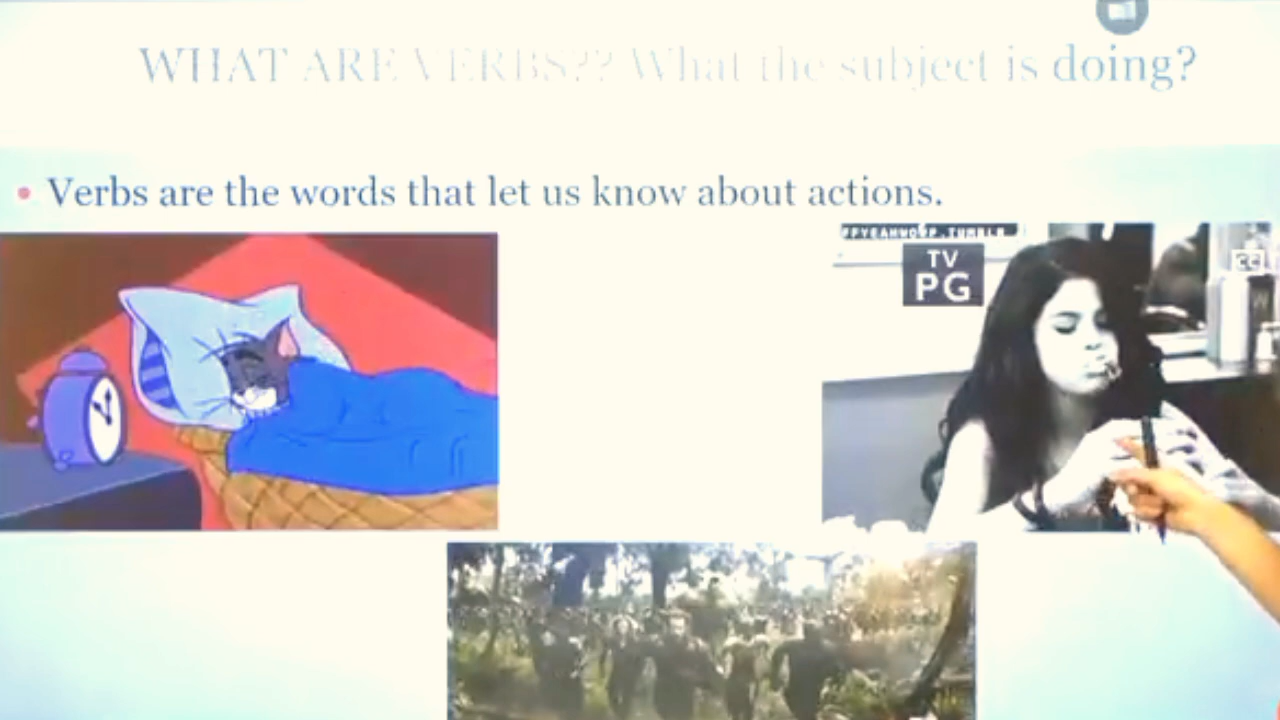 WHAT ARE VERBS?? What the subject is doing?
• Verbs are the words that let us know about actions.
TV
PG
CC